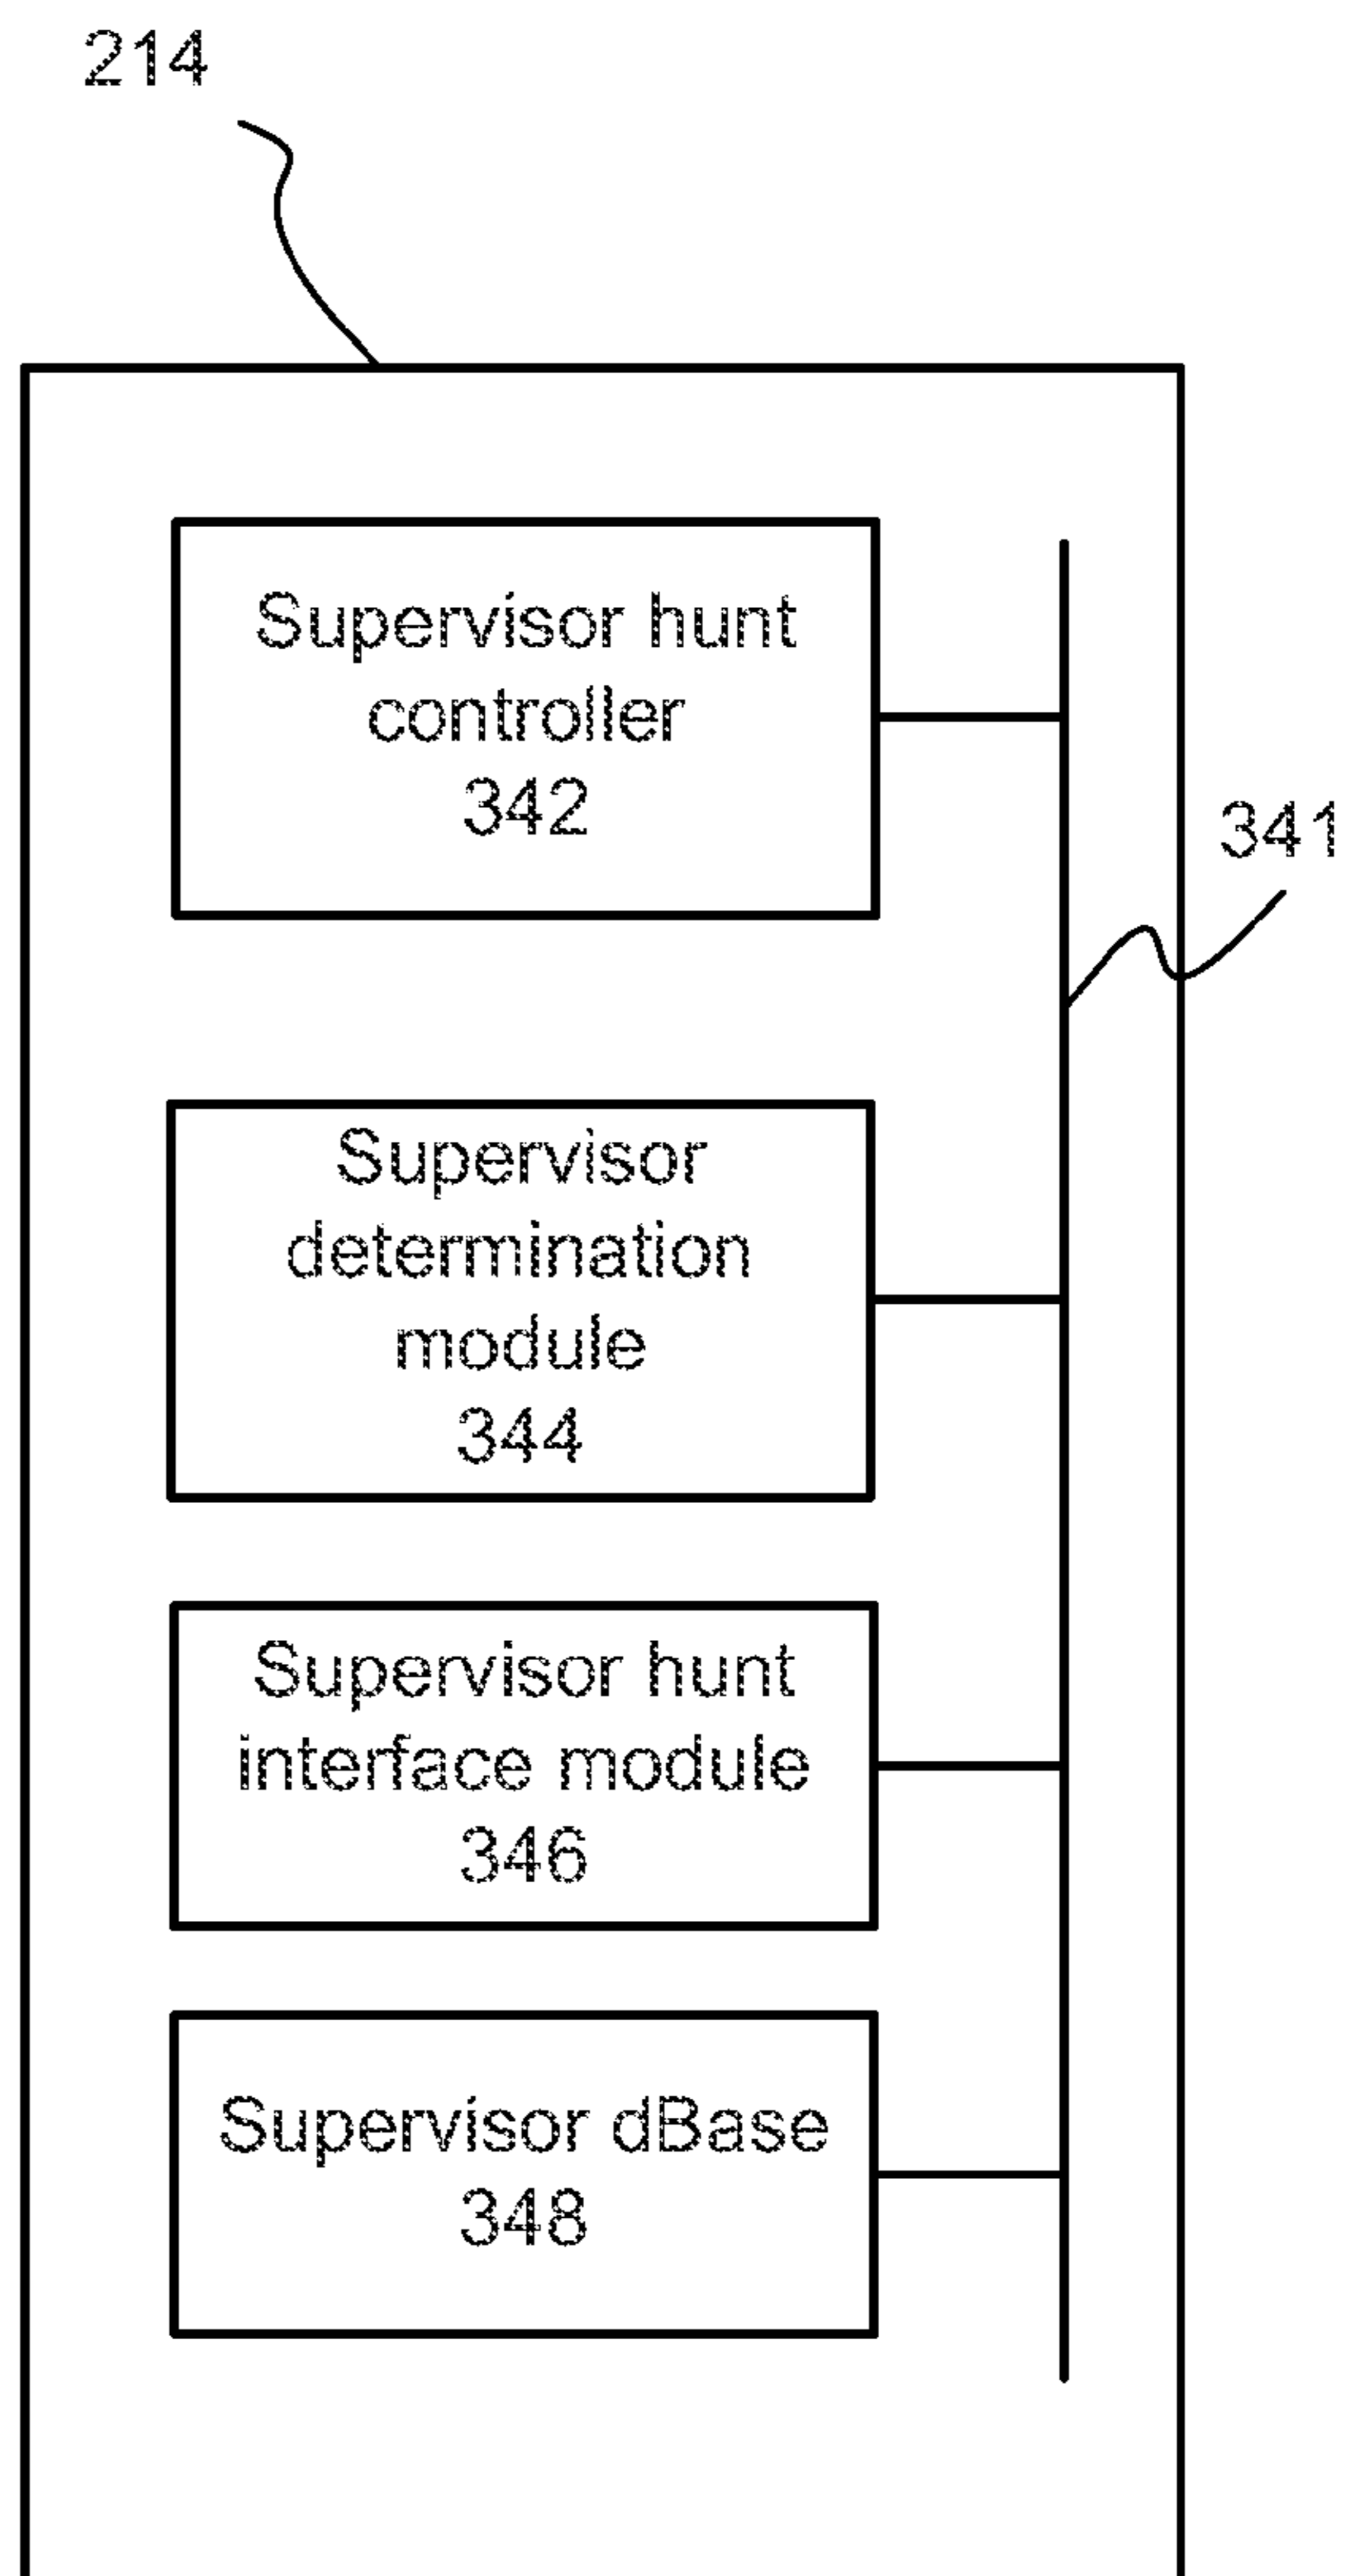 214
Supervisor hunt
controller
342
341
Supervisor
determination
module
344
Supervisor hunt
interface module
346
Supervisor dBase
348